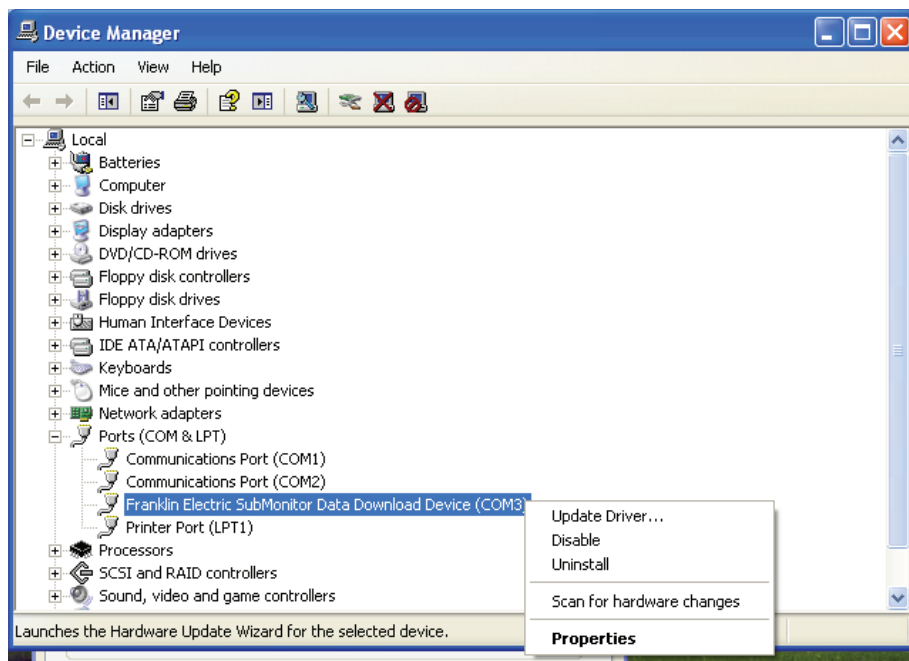 Device Manager
File Action View Help
Local
Batteries
Computer
Disk drives
Display adapters
DVD/CD-ROM drives
Floppy disk controllers
Floppy disk drives
Human Interface Devices
IDE ATA/ATAPI controllers
Keyboards
Mice and other pointing devices
Network adapters
Ports (COM & LPT)
Communications Port (COM1)
Communications Port (COM2)
Franklin Electric SubMonitor Data Download Device (COM3)
Printer Port (LPT1)
Processors
SCSI and RAID controllers
Sound, video and game controllers
Update Driver...
Disable
Uninstall
Scan for hardware changes
Properties
Launches the Hardware Update Wizard for the selected device.